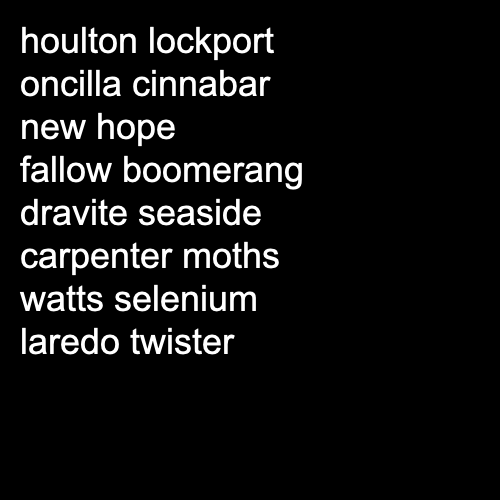 houlton lockport
oncilla cinnabar
new hope
fallow boomerang
dravite seaside
carpenter moths
watts selenium
laredo twister